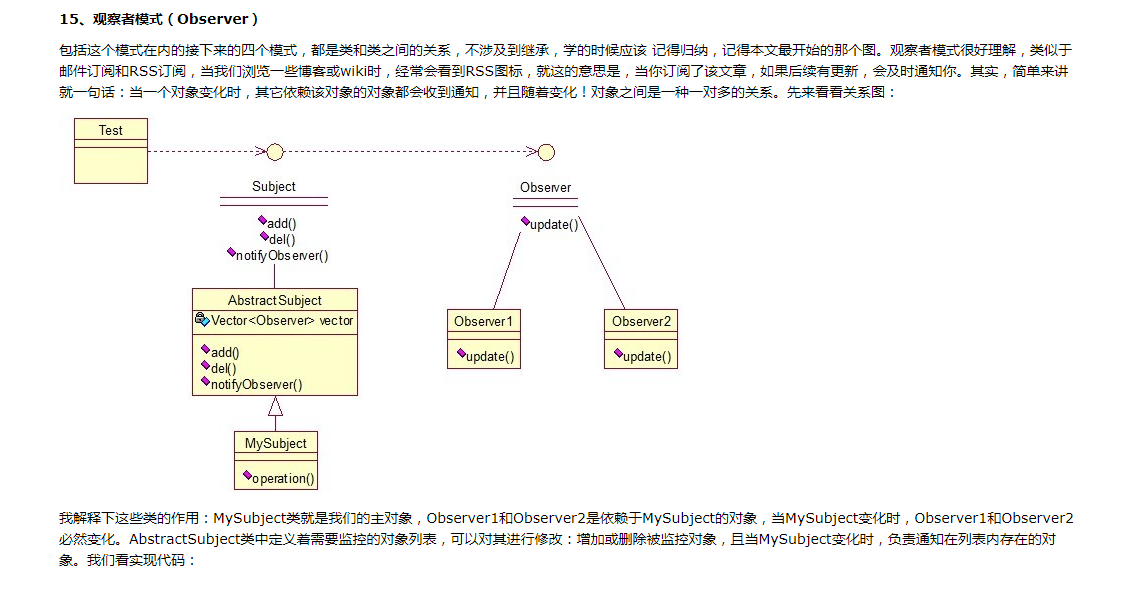 15、观察者模式（Observer）
包括这个模式在内的接下来的四个模式，都是类和类之间的关系，不涉及到继承，学的时候应该 记得归纳，记得本文最开始的那个图。观察者模式很好理解，类似于
邮件订阅和RSS订阅，当我们浏览一些博客或wiki时，经常会看到RSS图标，就这的意思是，当你订阅了该文章，如果后续有更新，会及时通知你。其实，简单来讲
就一句话：当一个对象变化时，其它依赖该对象的对象都会收到通知，并且随着变化！对象之间是一种一对多的关系。先来看看关系图：
Test
Subject
add()
del()
notifyObserver()
Observer
update()
AbstractSubject
Vector<Observer> vector
add()
del()
notifyObserver()
Observer1
update()
Observer2
update()
MySubject
operation()
我解释下这些类的作用：MySubject类就是我们的主对象，Observer1和Observer2是依赖于MySubject的对象，当MySubject变化时，Observer1和Observer2
必然变化。AbstractSubject类中定义着需要监控的对象列表，可以对其进行修改：增加或删除被监控对象，且当MySubject变化时，负责通知在列表内存在的对
象。我们看实现代码：